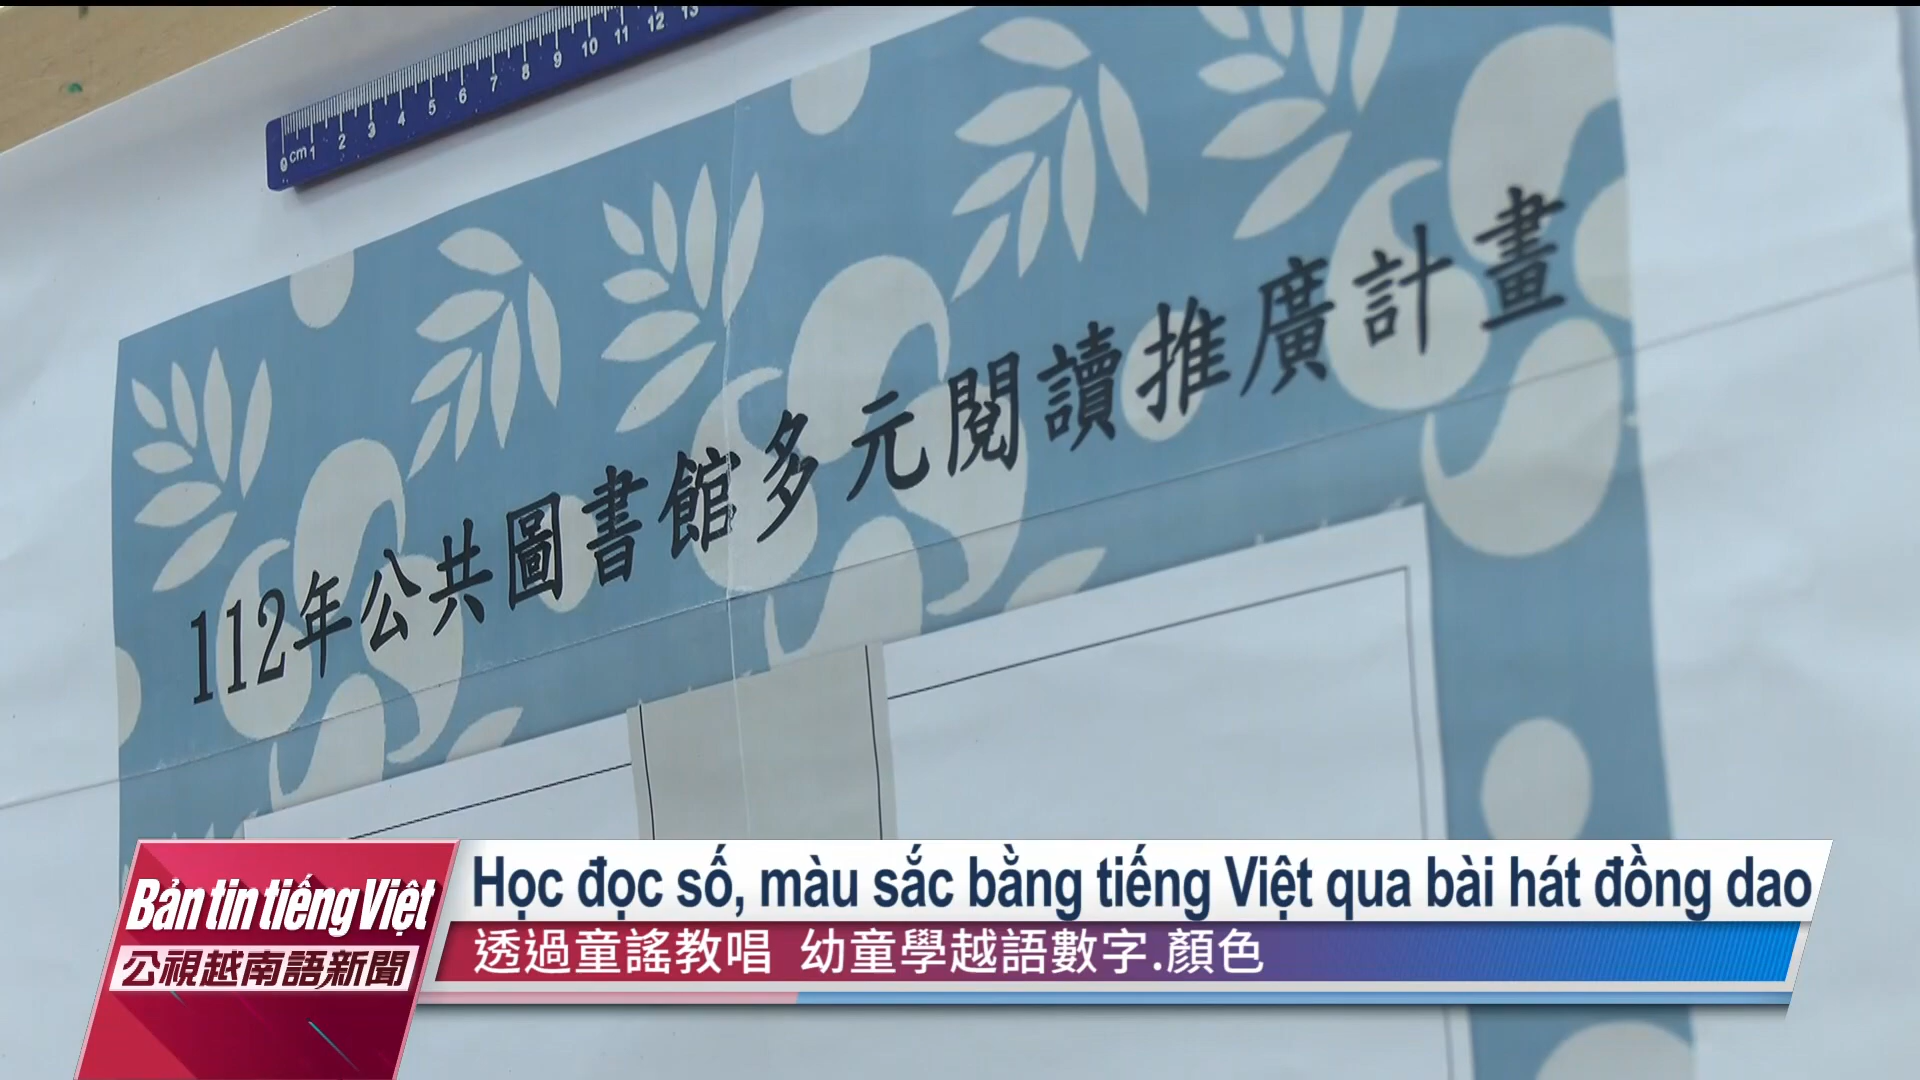 0 cm 1 2 3 4 5 6 7 8 9 10 11 12 13
112年公共圖書館多元閱讀推廣計畫
Bản tin tiếng Việt
公視越南語新聞
Học đọc số, màu sắc bằng tiếng Việt qua bài hát đồng dao
透過童謠教唱 幼童學越語數字.顏色